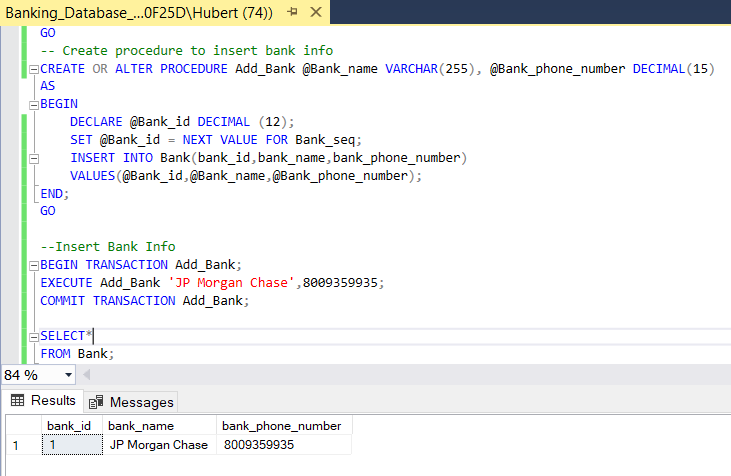 Banking_Database_...0F25D\Hubert (74))
GO
-- Create procedure to insert bank info
CREATE OR ALTER PROCEDURE Add_Bank @Bank_name VARCHAR(255), @Bank_phone_number DECIMAL(15)
AS
BEGIN
DECLARE @Bank_id DECIMAL (12);
SET @Bank_id = NEXT VALUE FOR Bank_seq;
INSERT INTO Bank(bank_id,bank_name,bank_phone_number)
VALUES(@Bank_id,@Bank_name,@Bank_phone_number);
END;
GO
--Insert Bank Info
BEGIN TRANSACTION Add_Bank;
EXECUTE Add_Bank 'JP Morgan Chase',8009359935;
COMMIT TRANSACTION Add_Bank;
SELECT*
FROM Bank;
84 %
Results Messages
bank_id bank_name bank_phone_number
1 1 JP Morgan Chase 8009359935